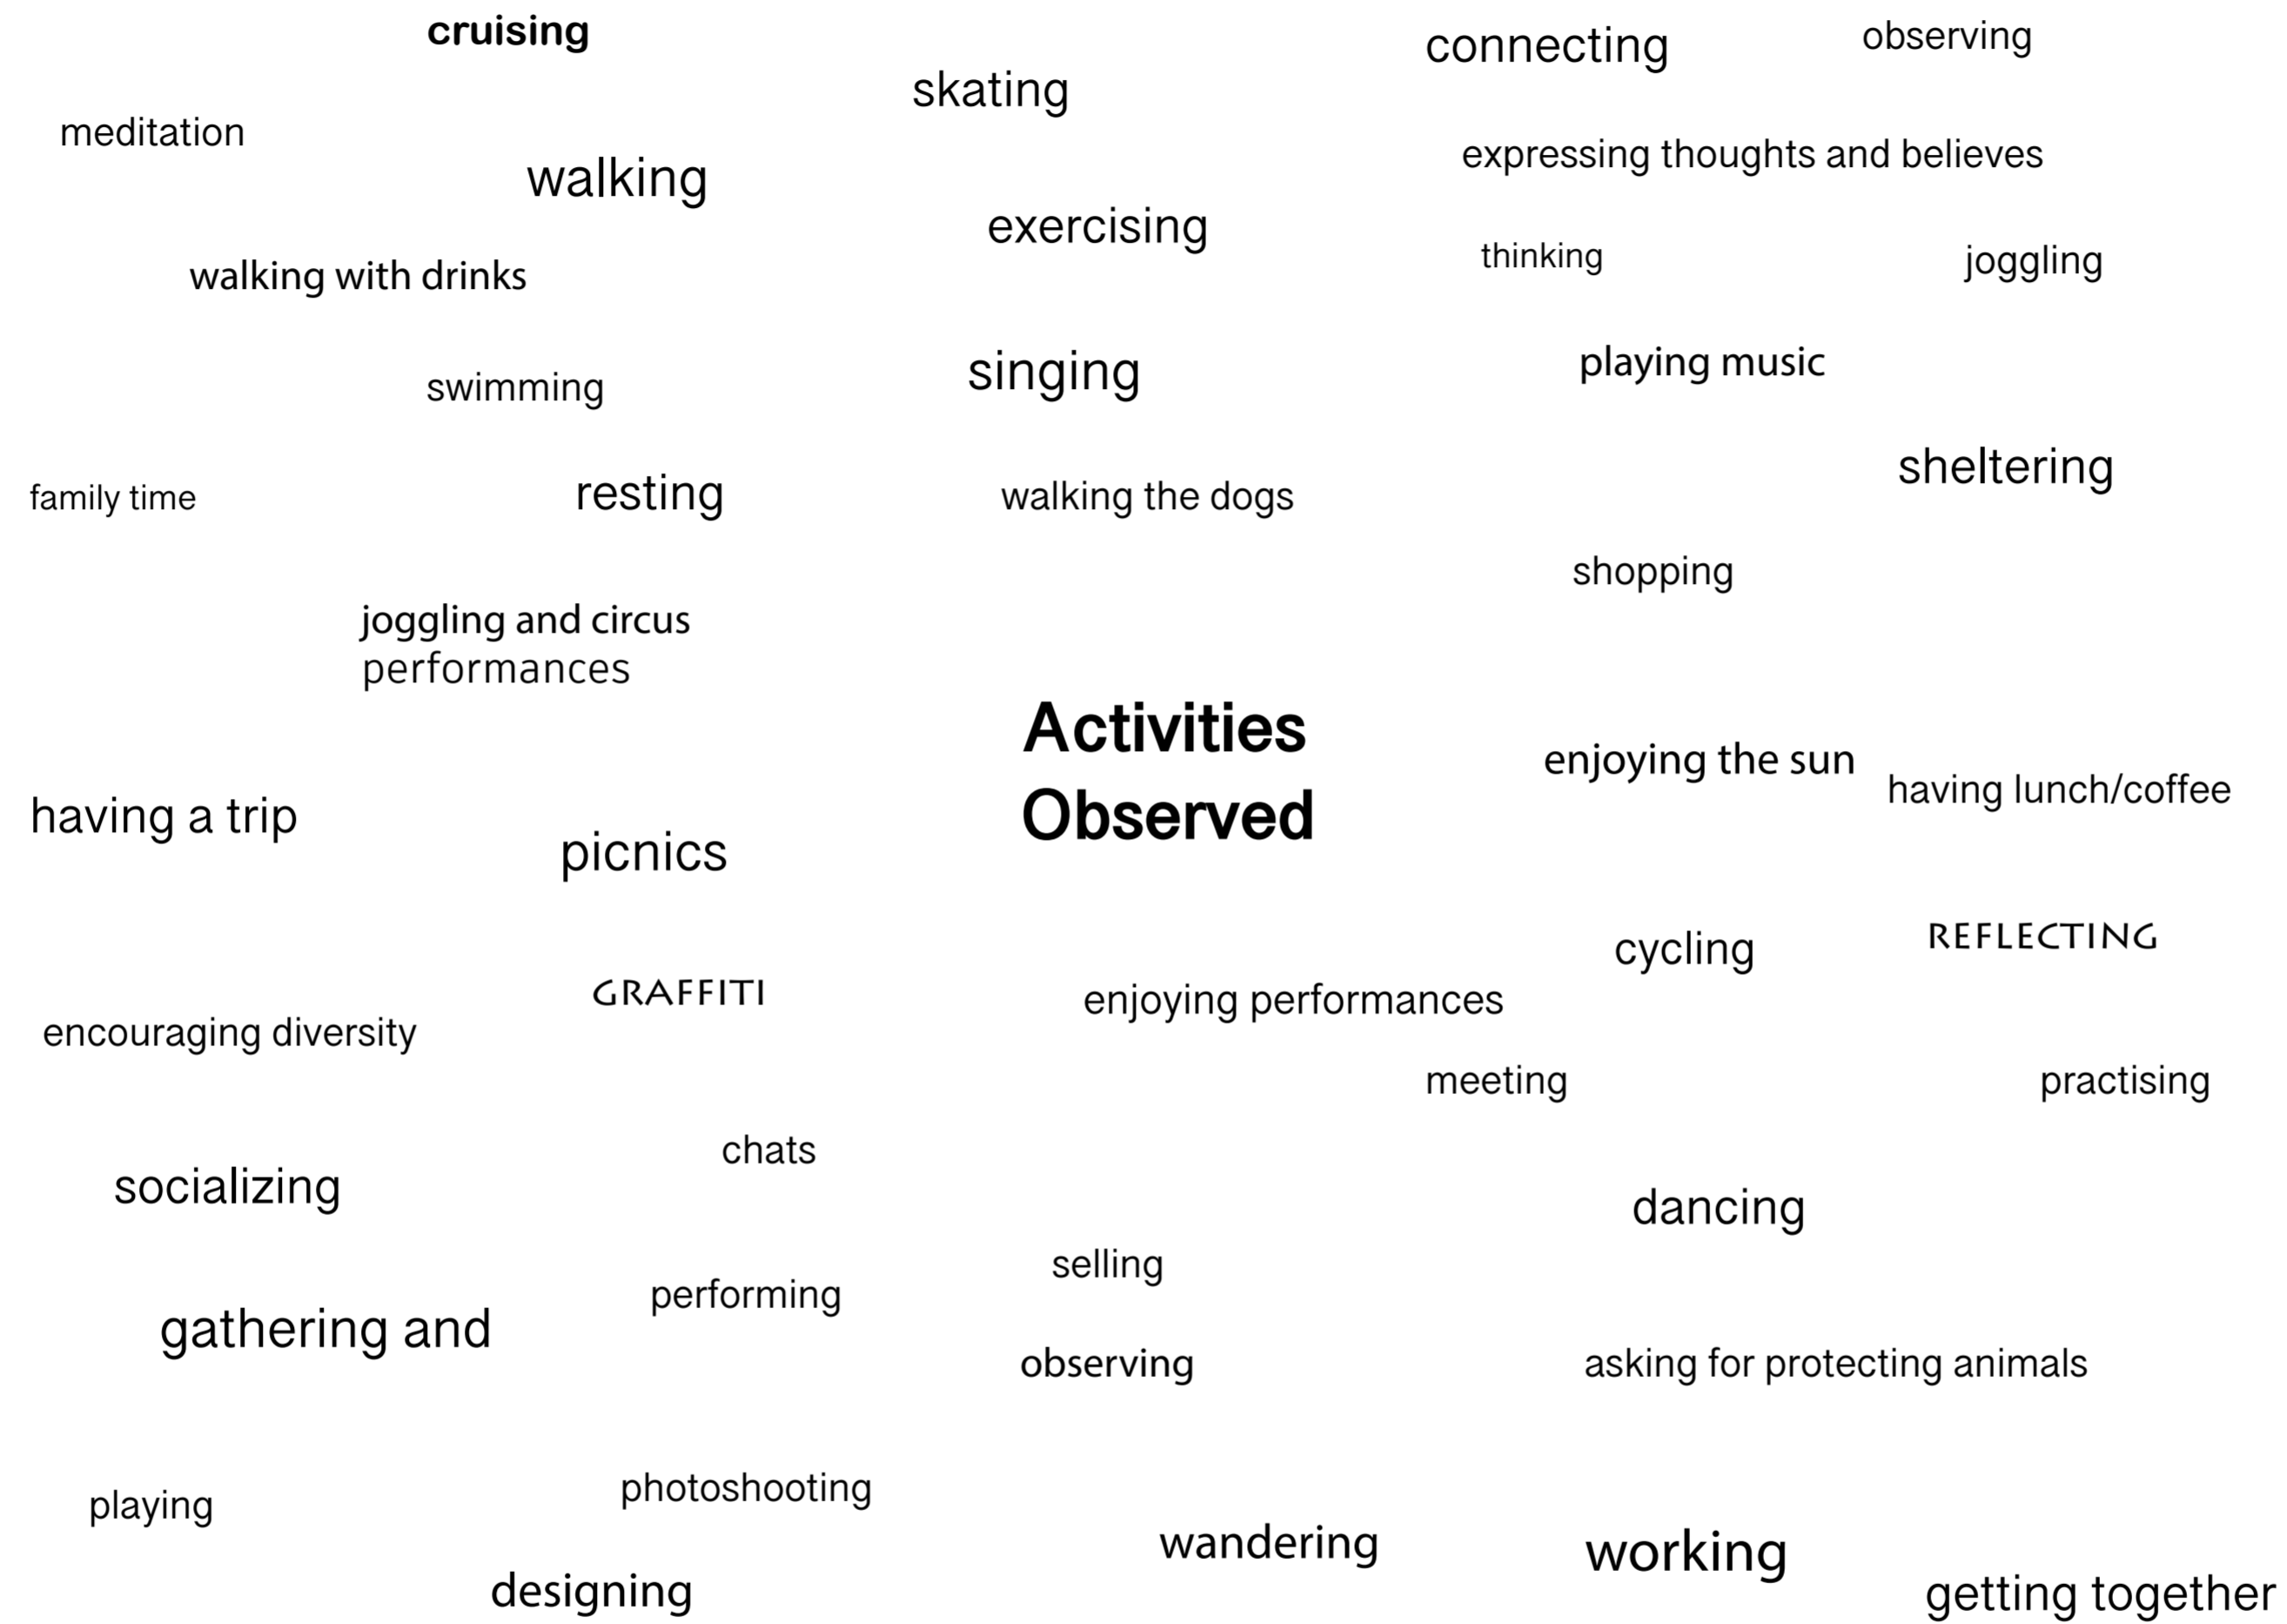 cruising
connecting
observing
skating
meditation
expressing thoughts and believes
walking
exercising
thinking
joggling
walking with drinks
singing
playing music
swimming
sheltering
family time
resting
walking the dogs
shopping
joggling and circus
performances
Activities
Observed
enjoying the sun
having lunch/coffee
having a trip
picnics
cycling
REFLECTING
GRAFFITI
enjoying performances
encouraging diversity
meeting
practising
chats
socializing
dancing
selling
performing
gathering and
observing
asking for protecting animals
playing
photoshooting
wandering
working
designing
getting together